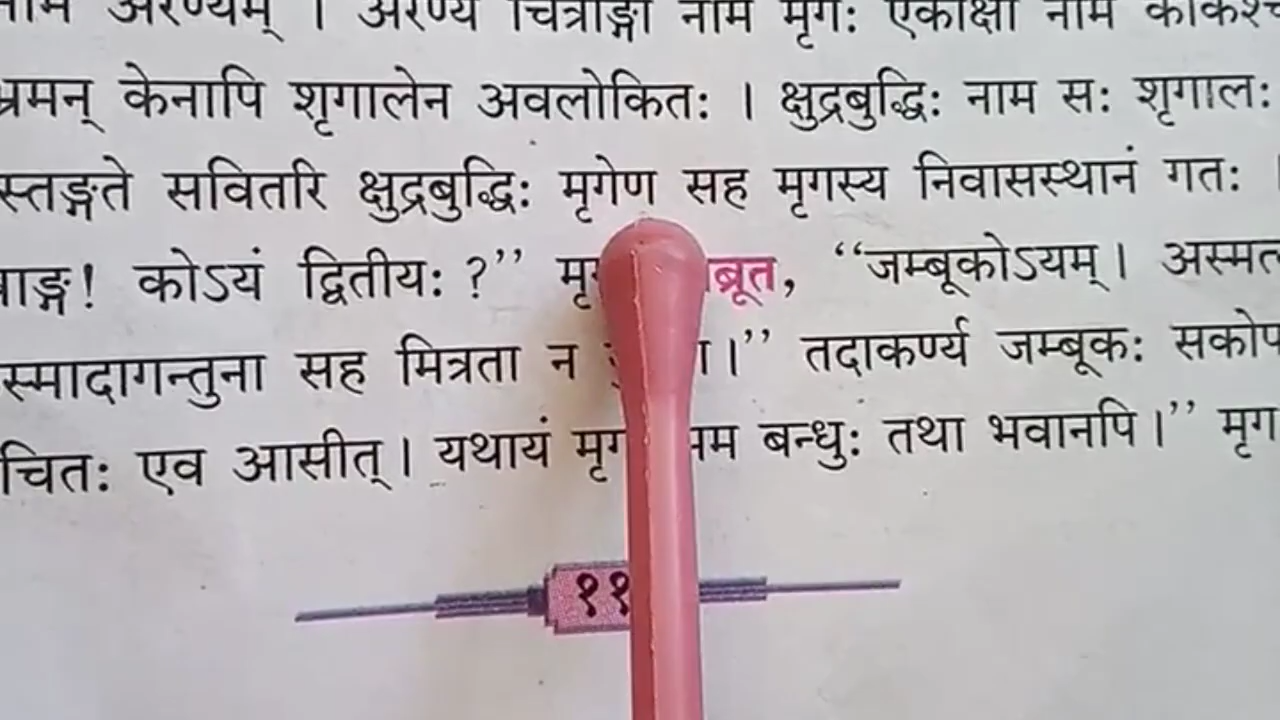 नाम अरण्यम् । अरण्ये चित्राङ्गो नाम मृगः एकाक्षो नाम काकश्च
भ्रमन् केनापि शृगालेन अवलोकितः । क्षुद्रबुद्धिः नाम सः शृगालः
स्तङ्गते सवितरि क्षुद्रबुद्धिः मृगेण सह मृगस्य निवासस्थानं गतः ।
ाङ्ग! कोऽयं द्वितीयः ?” मृ ब्रूत, “जम्बूकोऽयम् । अस्मत
स्मादागन्तुना सह मित्रता न ।” तदाकर्ण्य जम्बूकः सकोप
चितः एव आसीत् । यथायं मृग मम बन्धुः तथा भवानपि ।” मृग
११